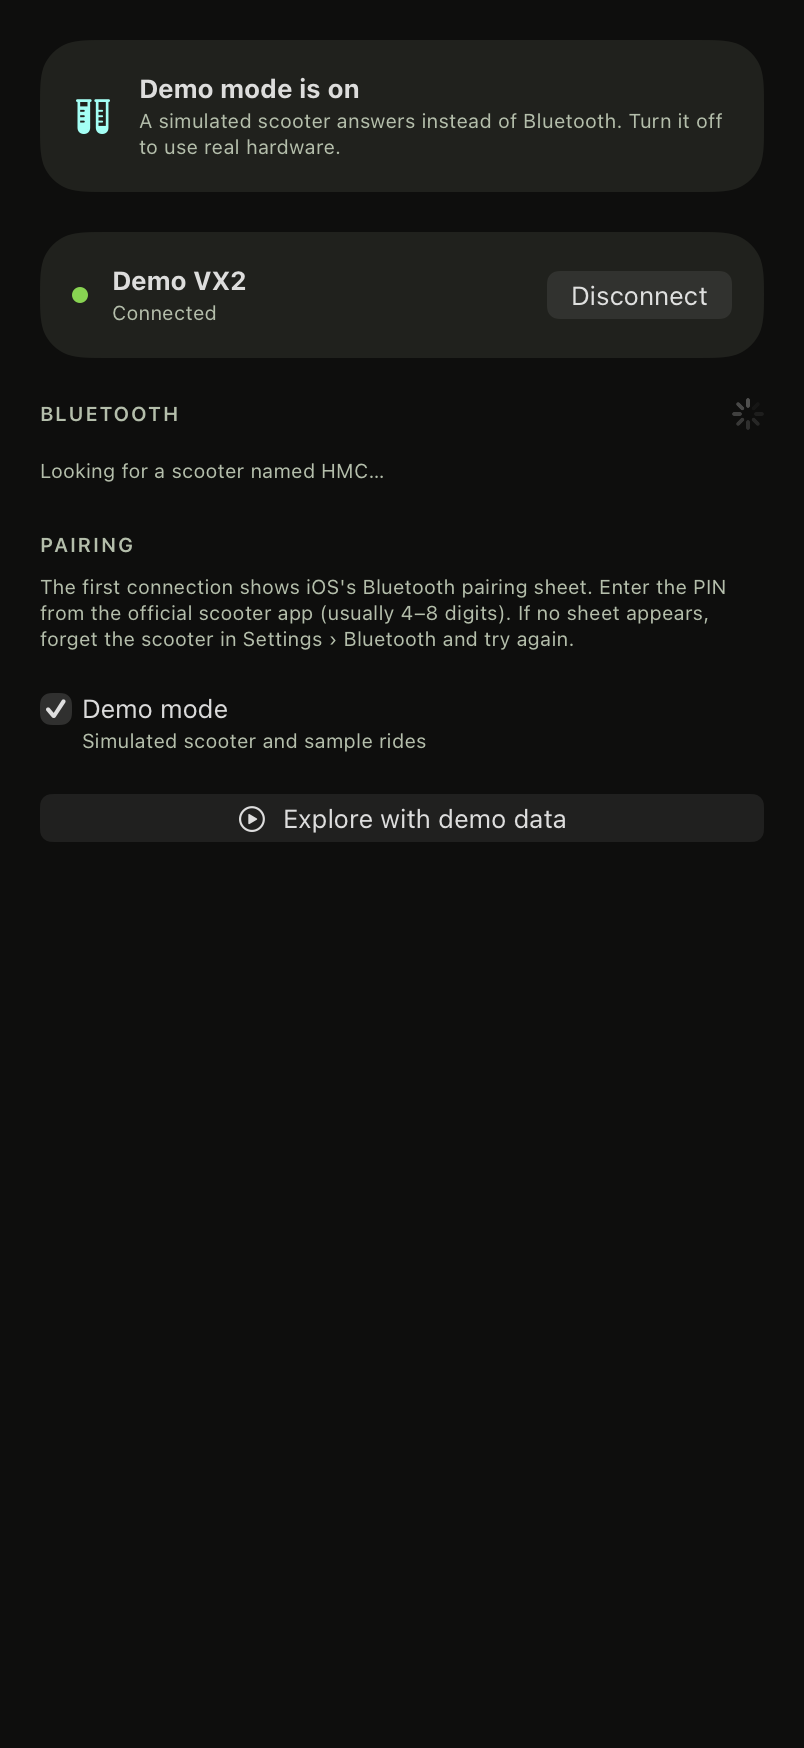 Demo mode is on
A simulated scooter answers instead of Bluetooth. Turn it off
to use real hardware.
Demo VX2
Connected
Disconnect
BLUETOOTH
Looking for a scooter named HMC…
PAIRING
The first connection shows iOS's Bluetooth pairing sheet. Enter the PIN
from the official scooter app (usually 4–8 digits). If no sheet appears,
forget the scooter in Settings › Bluetooth and try again.
Demo mode
Simulated scooter and sample rides
Explore with demo data